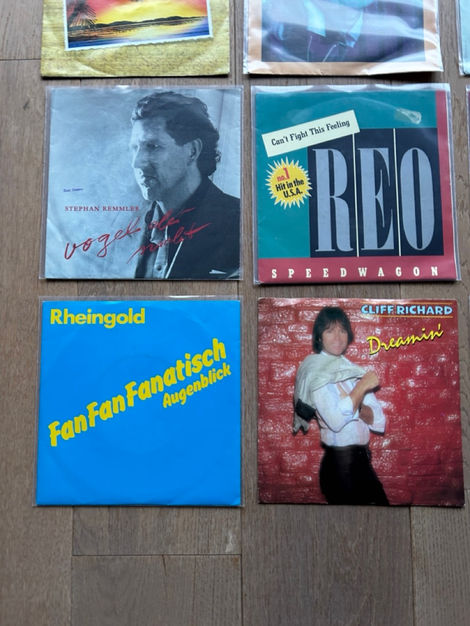 STEPHAN REMMLER
Vogel der
Can't Fight This Feeling
no.1
Hit in the
U.S.A.
REO
SPEEDWAGON
Rheingold
FanFanFanatisch
Augenblick
CLIFF RICHARD
Dreamin'